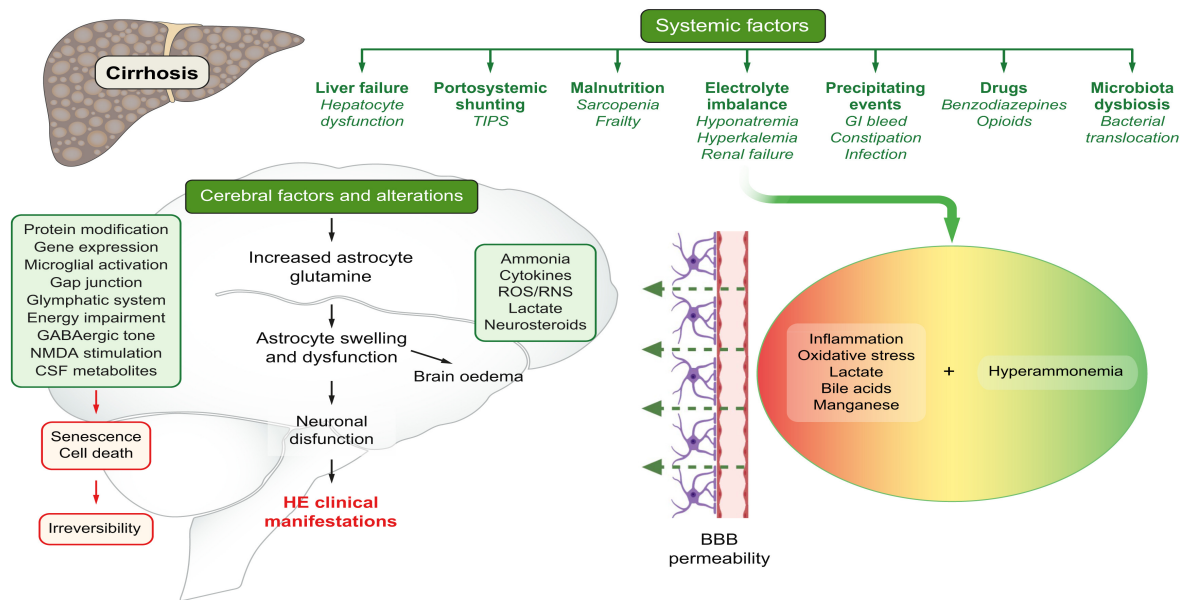 Cirrhosis
Systemic factors
Liver failure
Hepatocyte
dysfunction
Portosystemic
shunting
TIPS
Malnutrition
Sarcopenia
Frailty
Electrolyte
imbalance
Hyponatremia
Hyperkalemia
Renal failure
Precipitating
events
GI bleed
Constipation
Infection
Drugs
Benzodiazepines
Opioids
Microbiota
dysbiosis
Bacterial
translocation
Cerebral factors and alterations
Protein modification
Gene expression
Microglial activation
Gap junction
Glymphatic system
Energy impairment
GABAergic tone
NMDA stimulation
CSF metabolites
Senescence
Cell death
Irreversibility
Increased astrocyte
glutamine
Astrocyte swelling
and dysfunction
Brain oedema
Neuronal
disfunction
HE clinical
manifestations
Ammonia
Cytokines
ROS/RNS
Lactate
Neurosteroids
BBB
permeability
Inflammation
Oxidative stress
Lactate
Bile acids
Manganese
+
Hyperammonemia